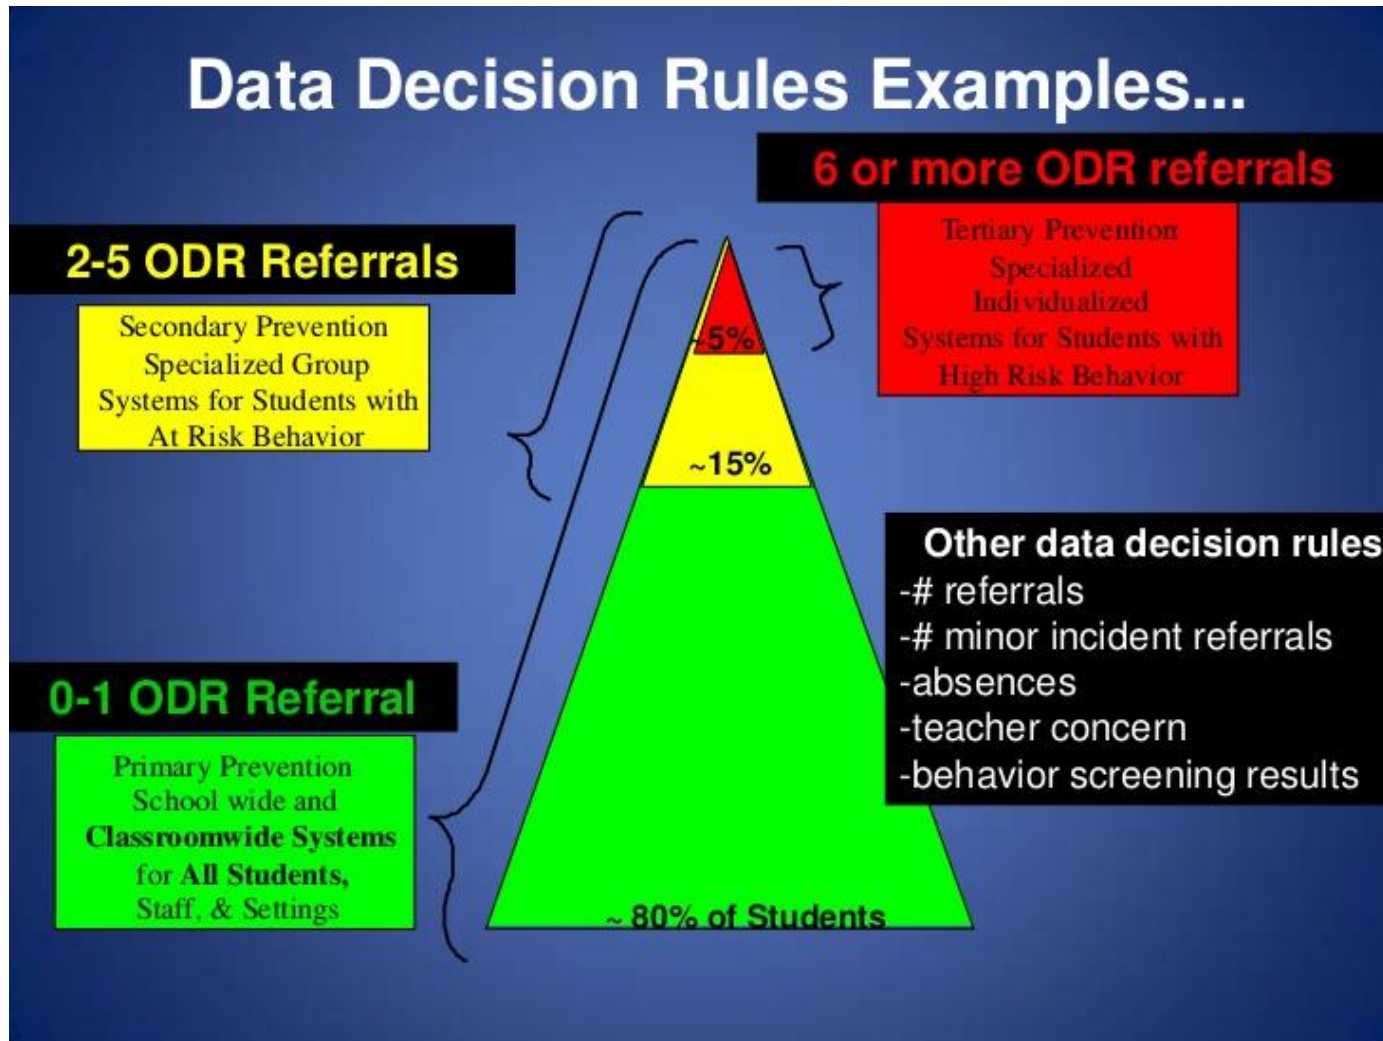 Data Decision Rules Examples...
6 or more ODR referrals
Tertiary Prevention
Specialized
Individualized
Systems for Students with
High Risk Behavior
2-5 ODR Referrals
Secondary Prevention
Specialized Group
Systems for Students with
At Risk Behavior
~5%
~15%
Other data decision rules
-# referrals
-# minor incident referrals
-absences
-teacher concern
-behavior screening results
0-1 ODR Referral
Primary Prevention
School wide and
Classroomwide Systems
for All Students,
Staff, & Settings
~ 80% of Students